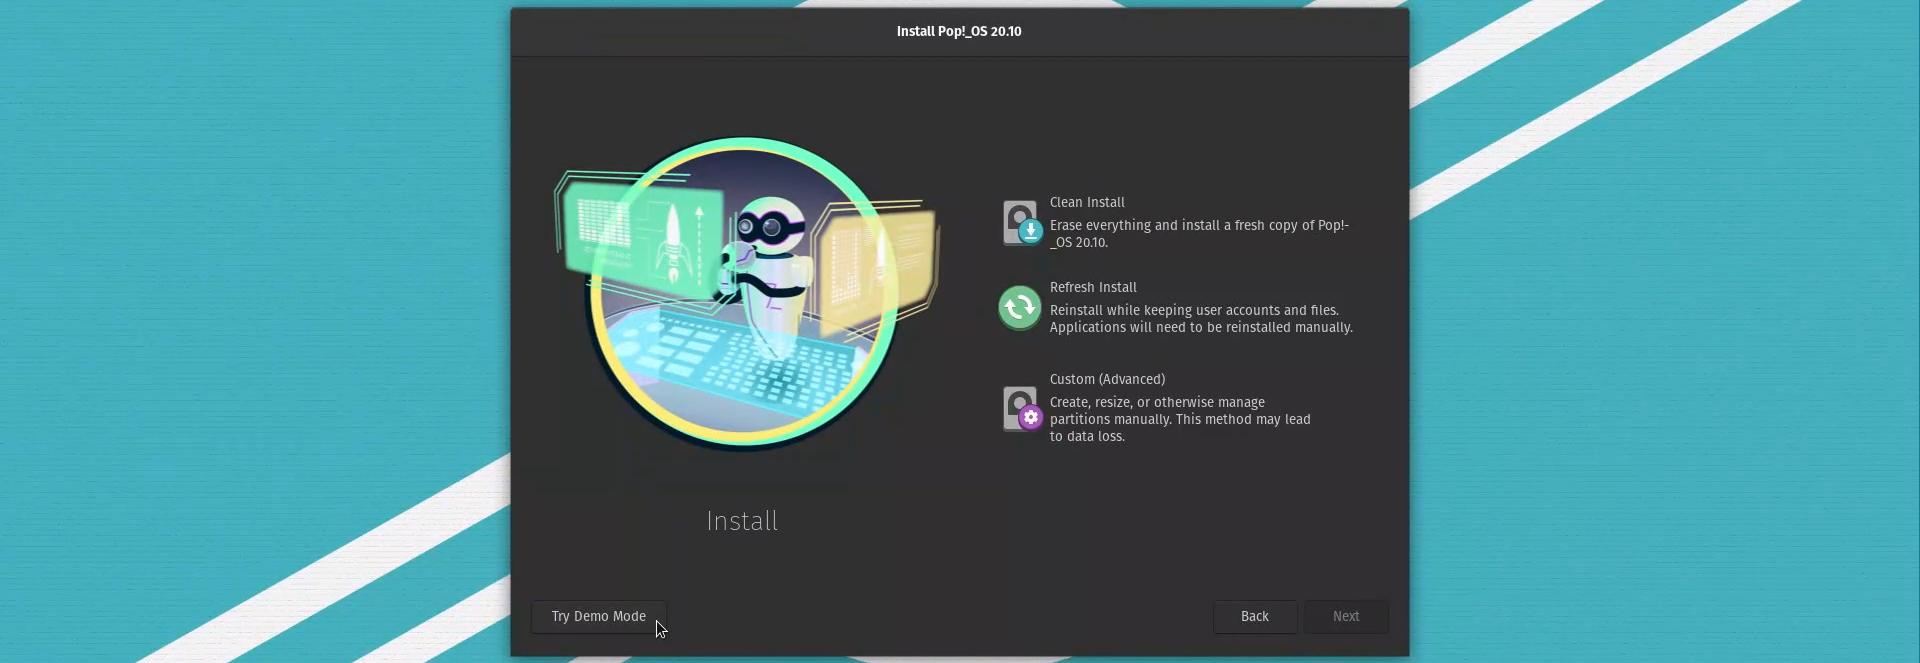 Install Pop!_OS 20.10
Clean Install
Erase everything and install a fresh copy of Pop!-
_OS 20.10.
Refresh Install
Reinstall while keeping user accounts and files.
Applications will need to be reinstalled manually.
Custom (Advanced)
Create, resize, or otherwise manage
partitions manually. This method may lead
to data loss.
Install
Try Demo Mode
Back
Next